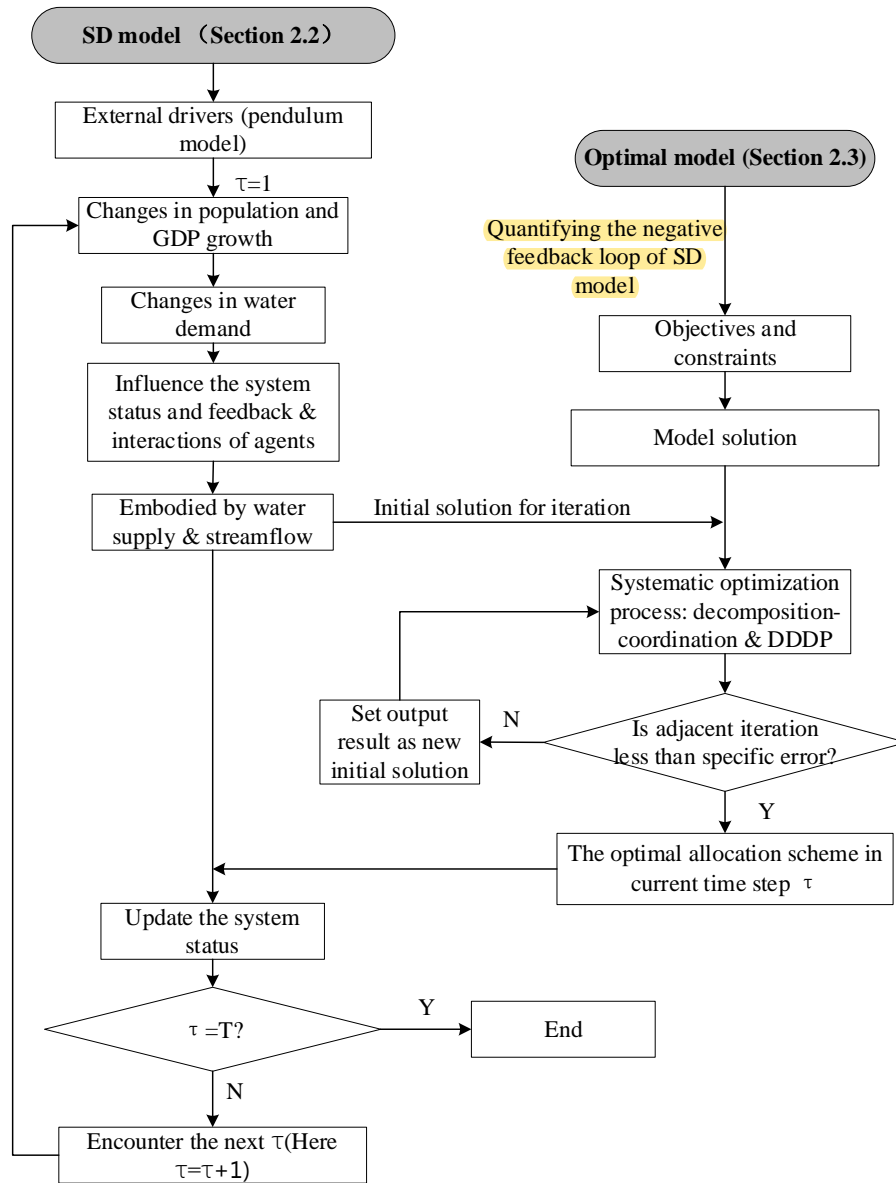 SD model （Section 2.2）
External drivers (pendulum
model)
τ=1
Changes in population and
GDP growth
Changes in water
demand
Influence the system
status and feedback &
interactions of agents
Embodied by water
supply & streamflow
Initial solution for iteration
Optimal model (Section 2.3)
Quantifying the negative
feedback loop of SD
model
Objectives and
constraints
Model solution
Systematic optimization
process: decomposition-
coordination & DDDP
Is adjacent iteration
less than specific error?
N
Set output
result as new
initial solution
Y
The optimal allocation scheme in
current time step τ
Update the system
status
τ =T?
Y
End
N
Encounter the next τ(Here
τ=τ+1)